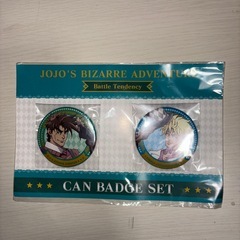 JOJO'S BIZARRE ADVENTURE
Battle Tendency
CAN BADGE SET